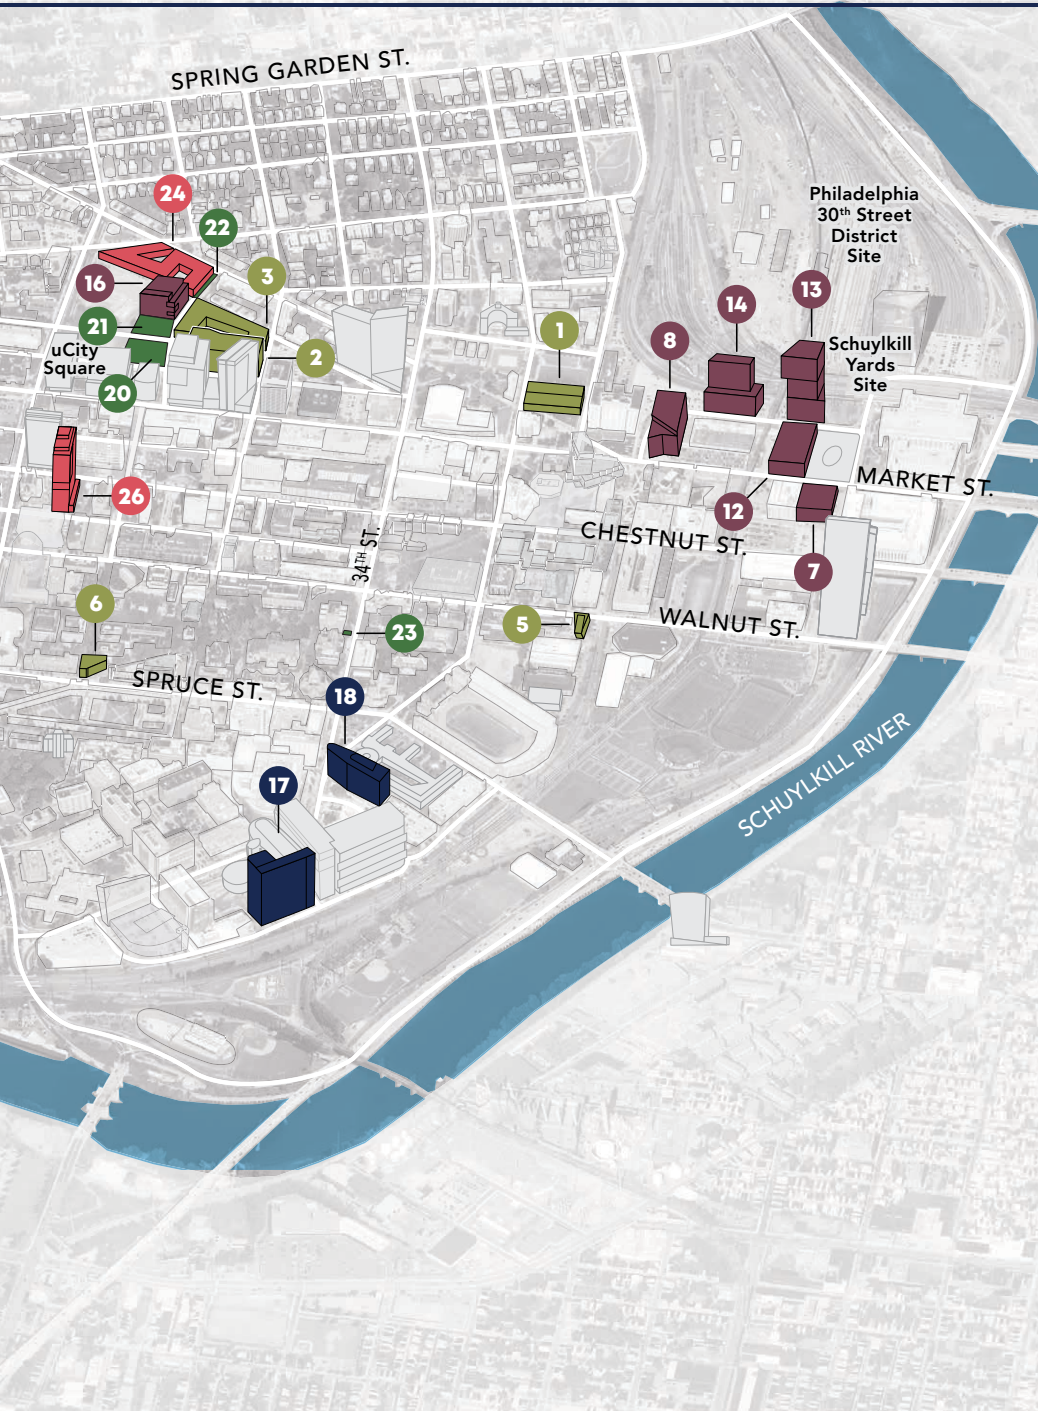 SPRING GARDEN ST.
24
22
Philadelphia
30th Street
District
Site
16
3
21
uCity
Square
2
20
1
8
14
13
Schuylkill
Yards
Site
26
MARKET ST.
12
CHESTNUT ST.
7
34TH ST.
6
23
5
WALNUT ST.
SPRUCE ST.
18
17
SCHUYLKILL RIVER